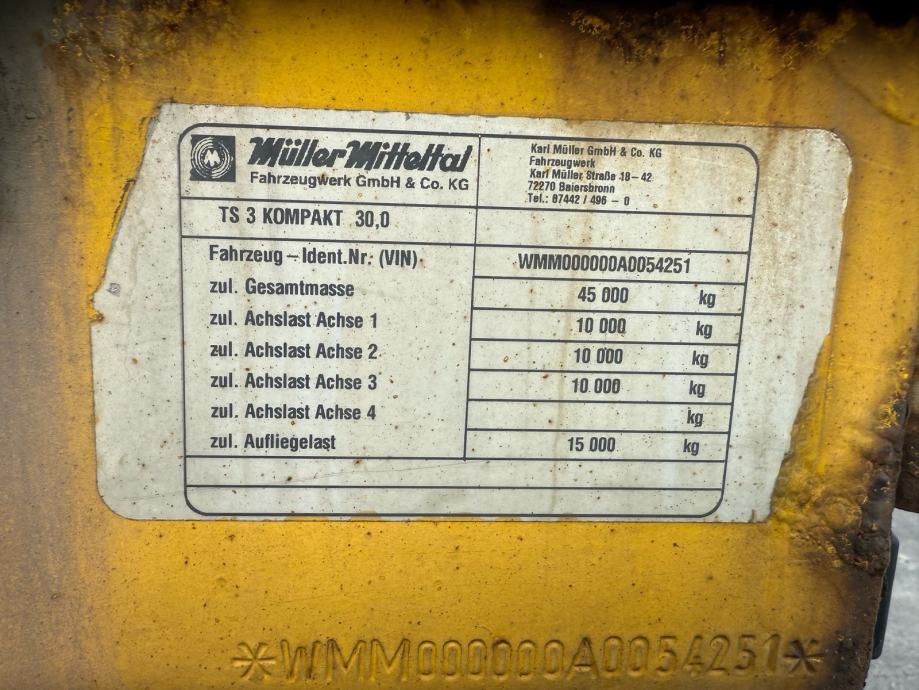 Müller Mitteltal
Fahrzeugwerk GmbH & Co. KG
Karl Müller GmbH & Co. KG
Fahrzeugwerk
Karl Müller Straße 38-42
72270 Baiersbronn
Tel.: 07442 / 496 - 0
TS 3 KOMPAKT 30,0
Fahrzeug - Ident.Nr: (VIN) WMM000000A0054251
zul. Gesamtmasse 45 000 kg
zul. Achslast Achse 1 10 000 kg
zul. Achslast Achse 2 10 000 kg
zul. Achslast Achse 3 10 000 kg
zul. Achslast Achse 4 kg
zul. Aufliegelast 15 000 kg
*WMM000000A0054251*